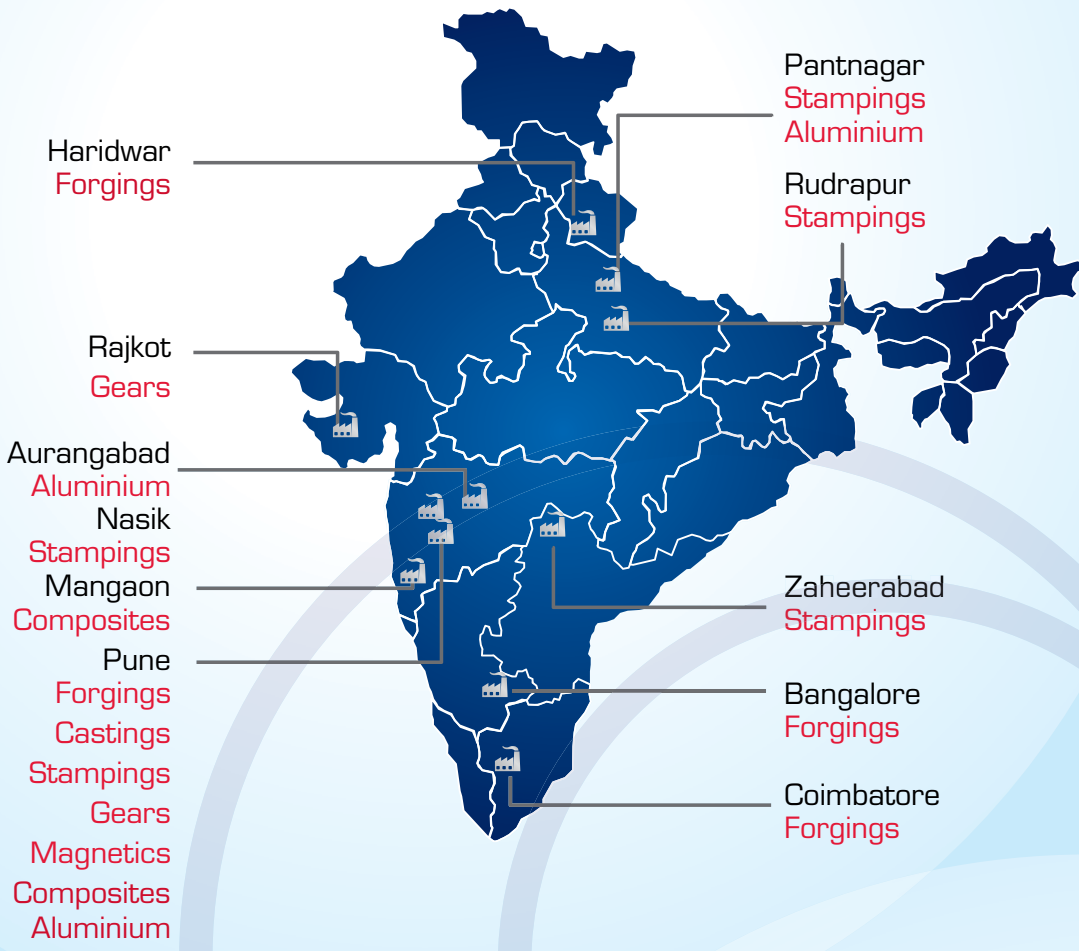 Haridwar
Forgings
Rajkot
Gears
Aurangabad
Aluminium
Nasik
Stampings
Mangaon
Composites
Pune
Forgings
Castings
Stampings
Gears
Magnetics
Composites
Aluminium
Pantnagar
Stampings
Aluminium
Rudrapur
Stampings
Zaheerabad
Stampings
Bangalore
Forgings
Coimbatore
Forgings